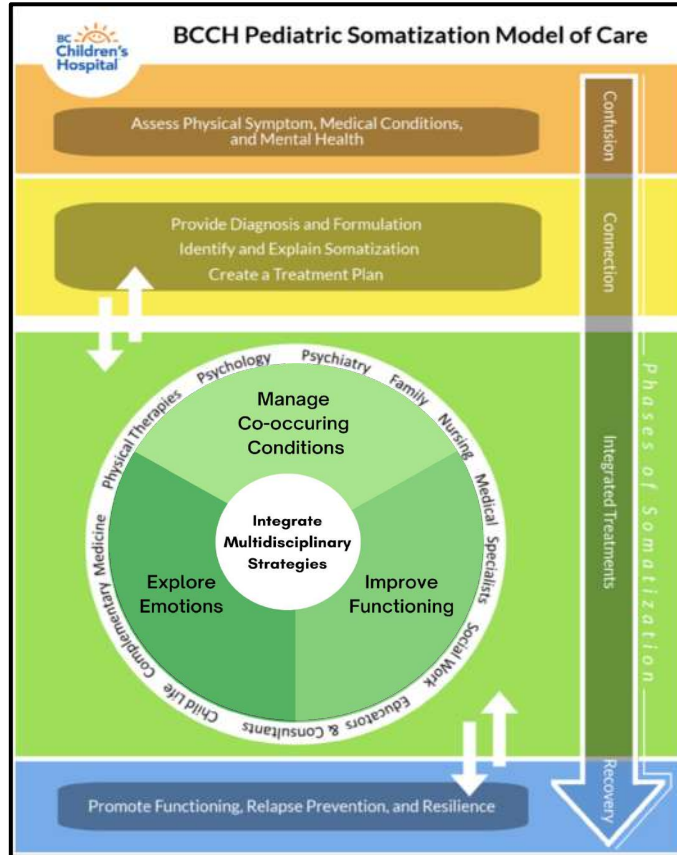 BC
Children's
Hospital
BCCH Pediatric Somatization Model of Care
Assess Physical Symptom, Medical Conditions,
and Mental Health
Confusion
Provide Diagnosis and Formulation
Identify and Explain Somatization
Create a Treatment Plan
Connection
Physical Therapies Psychology Psychiatry Family Nursing Medical Specialists Social Work Educators & Consultants Child Life Complementary Medicine
Manage
Co-occuring
Conditions
Integrate
Multidisciplinary
Strategies
Explore
Emotions
Improve
Functioning
Integrated Treatments
Phases of Somatization
Promote Functioning, Relapse Prevention, and Resilience
Recovery